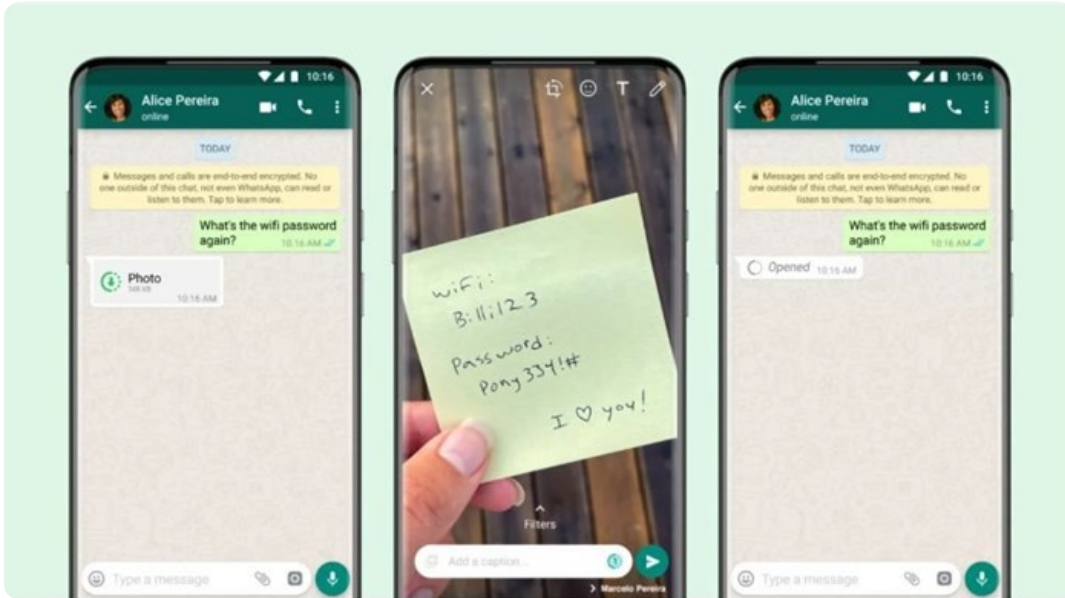 10:16
Alice Pereira
online
TODAY
Messages and calls are end-to-end encrypted. No
one outside of this chat, not even WhatsApp, can read or
listen to them. Tap to learn more.
What's the wifi password
again?
10:16 AM
Photo
148 KB
10:16 AM
Type a message
T
wiFi:
Billi123
Password:
Pony334!#
I ♡ you!
Filters
Add a caption...
Marcelo Pereira
10:16
Alice Pereira
online
TODAY
Messages and calls are end-to-end encrypted. No
one outside of this chat, not even WhatsApp, can read or
listen to them. Tap to learn more.
What's the wifi password
again?
10:16 AM
Opened
10:16 AM
Type a message